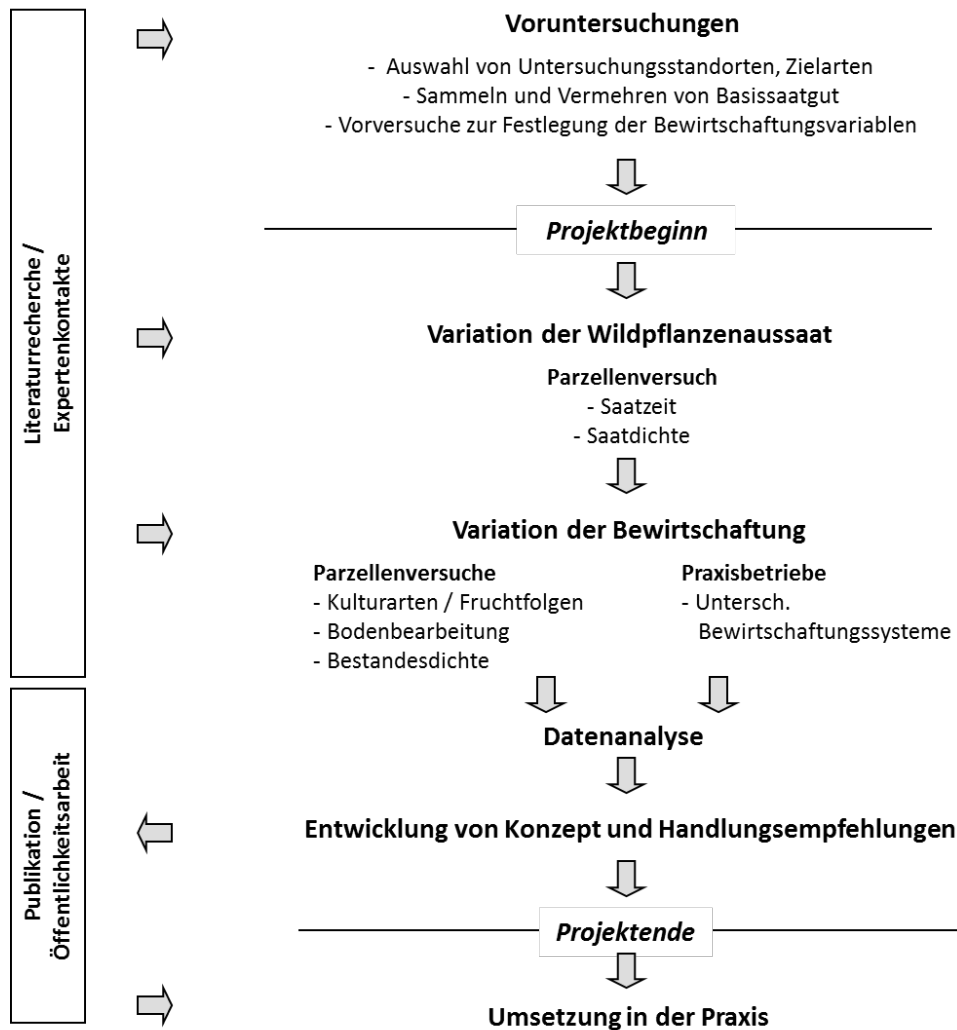 Literaturrecherche /
Expertenkontakte
Voruntersuchungen
- Auswahl von Untersuchungsstandorten, Zielarten
- Sammeln und Vermehren von Basissaatgut
- Vorversuche zur Festlegung der Bewirtschaftungsvariablen
Projektbeginn
Variation der Wildpflanzenaussaat
Parzellenversuch
- Saatzeit
- Saatdichte
Variation der Bewirtschaftung
Parzellenversuche
- Kulturarten / Fruchtfolgen
- Bodenbearbeitung
- Bestandesdichte
Praxisbetriebe
- Untersch.
Bewirtschaftungssysteme
Datenanalyse
Publikation /
Öffentlichkeitsarbeit
Entwicklung von Konzept und Handlungsempfehlungen
Projektende
Umsetzung in der Praxis